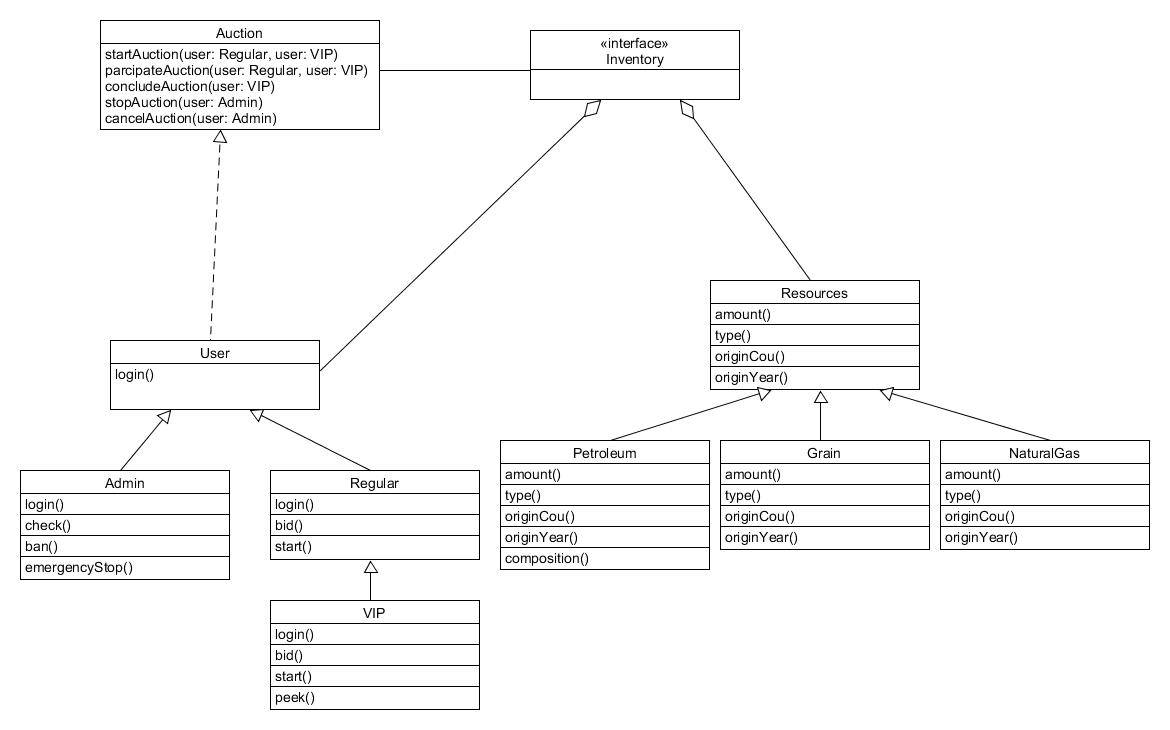 Auction
startAuction(user: Regular, user: VIP)
parcipateAuction(user: Regular, user: VIP)
concludeAuction(user: VIP)
stopAuction(user: Admin)
cancelAuction(user: Admin)
«interface»
Inventory
Resources
amount()
type()
originCou()
originYear()
User
login()
Admin
login()
check()
ban()
emergencyStop()
Regular
login()
bid()
start()
VIP
login()
bid()
start()
peek()
Petroleum
amount()
type()
originCou()
originYear()
composition()
Grain
amount()
type()
originCou()
originYear()
NaturalGas
amount()
type()
originCou()
originYear()